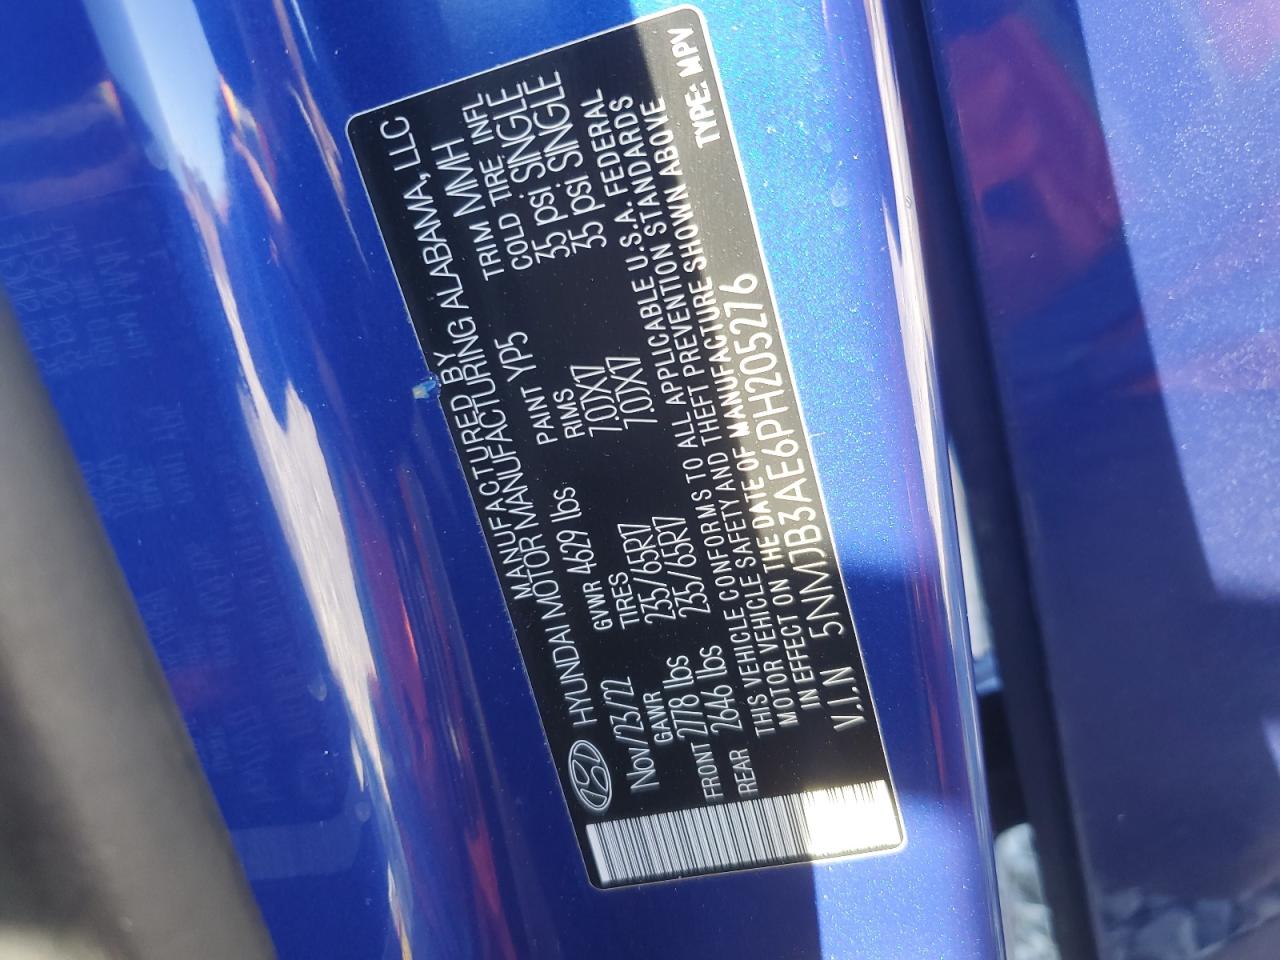 MANUFACTURED BY
HYUNDAI MOTOR MANUFACTURING ALABAMA, LLC
Nov/23/22 GVWR 4629 lbs PAINT YP5 TRIM MMH
GAWR TIRES RIMS COLD TIRE INFL
FRONT 2778 lbs 235/65R17 7.0JX17 35 psi SINGLE
REAR 2646 lbs 235/65R17 7.0JX17 35 psi SINGLE
THIS VEHICLE CONFORMS TO ALL APPLICABLE U.S.A. FEDERAL
MOTOR VEHICLE SAFETY AND THEFT PREVENTION STANDARDS
IN EFFECT ON THE DATE OF MANUFACTURE SHOWN ABOVE
V.I.N 5NMJB3AE6PH205276 TYPE: MPV